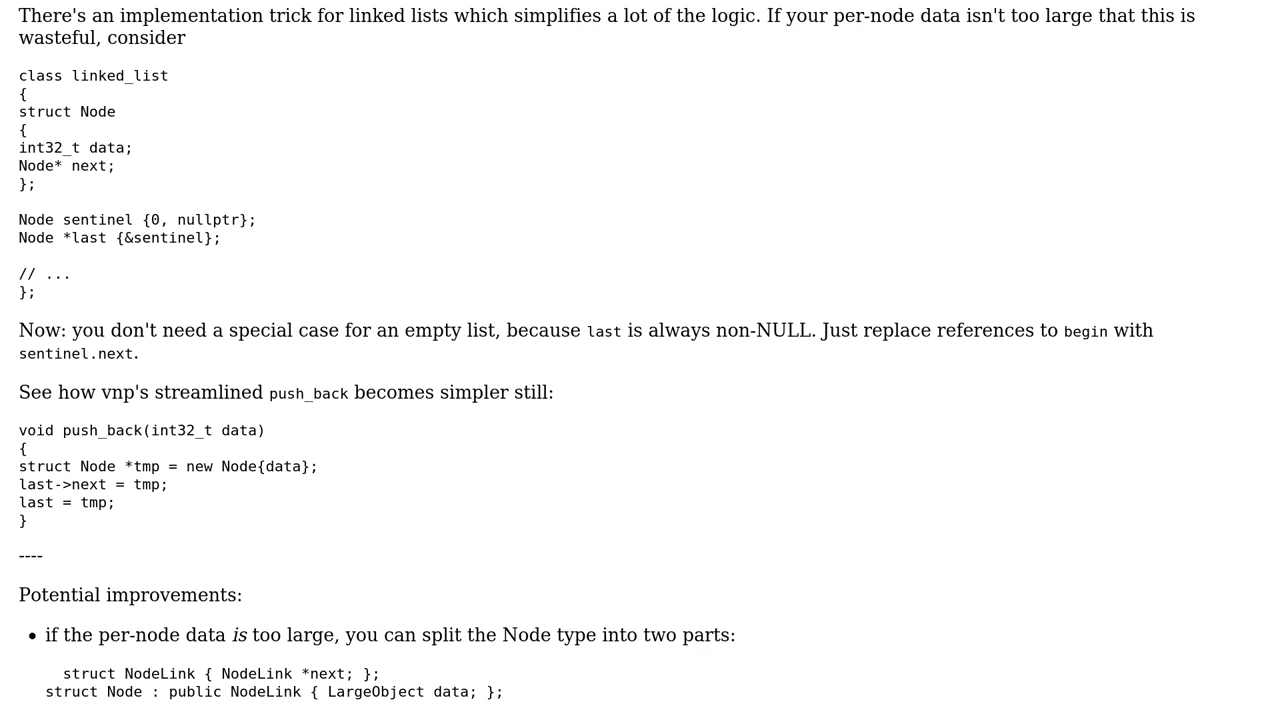 There's an implementation trick for linked lists which simplifies a lot of the logic. If your per-node data isn't too large that this is
wasteful, consider
class linked_list
{
struct Node
{
int32_t data;
Node* next;
};
Node sentinel {0, nullptr};
Node *last {&sentinel};
// ...
};
Now: you don't need a special case for an empty list, because last is always non-NULL. Just replace references to begin with
sentinel.next.
See how vnp's streamlined push_back becomes simpler still:
void push_back(int32_t data)
{
struct Node *tmp = new Node{data};
last->next = tmp;
last = tmp;
}
----
Potential improvements:
• if the per-node data is too large, you can split the Node type into two parts:
struct NodeLink { NodeLink *next; };
struct Node : public NodeLink { LargeObject data; };